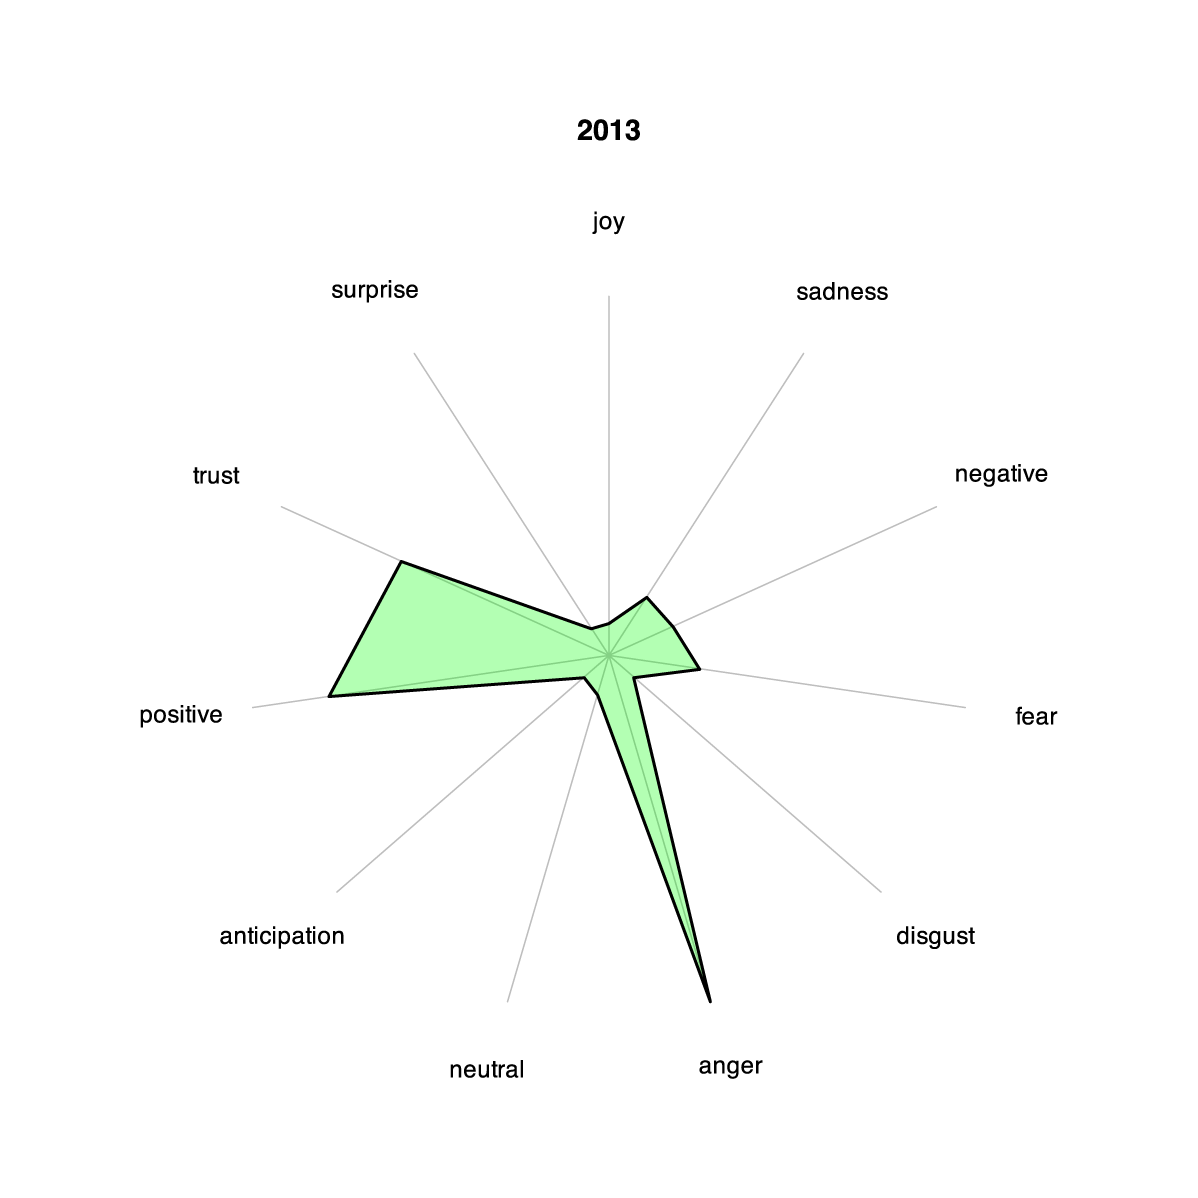 2013
joy
surprise
sadness
trust
negative
positive
fear
anticipation
disgust
neutral
anger